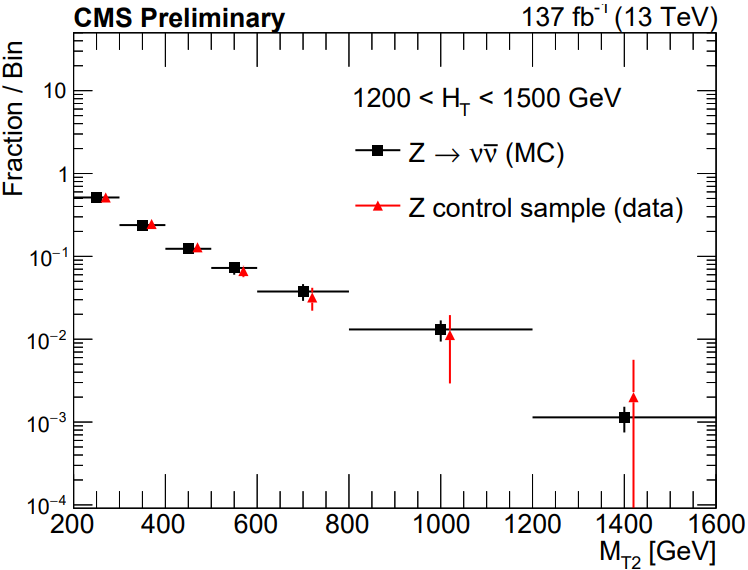 CMS Preliminary 137 fb⁻¹ (13 TeV)
Fraction / Bin
10
1
10⁻¹
10⁻²
10⁻³
10⁻⁴
1200 < H_T < 1500 GeV
Z → νν̅ (MC)
Z control sample (data)
200 400 600 800 1000 1200 1400 1600
M_T2 [GeV]